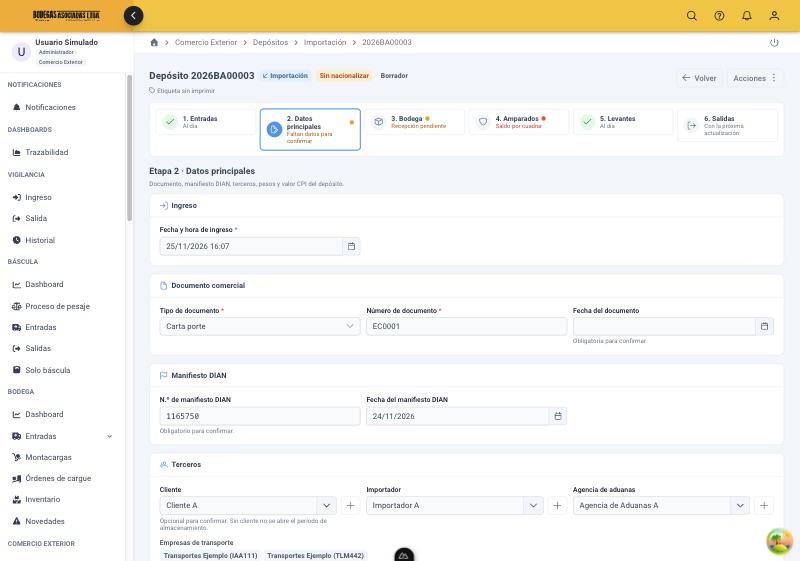 BODEGAS ASOCIADAS LTDA
Comercio Exterior
Depósitos
Importación
2026BA00003
U
Usuario Simulado
Administrador
Comercio Exterior
NOTIFICACIONES
Notificaciones
DASHBOARDS
Trazabilidad
VIGILANCIA
Ingreso
Salida
Historial
BÁSCULA
Dashboard
Proceso de pesaje
Entradas
Salidas
Solo báscula
BODEGA
Dashboard
Entradas
Montacargas
Órdenes de cargue
Inventario
Novedades
COMERCIO EXTERIOR
Depósito 2026BA00003
Importación
Sin nacionalizar
Borrador
Etiqueta sin imprimir
Volver
Acciones
1. Entradas
Al día
2. Datos
principales
Faltan datos para
confirmar
3. Bodega
Recepción pendiente
4. Amparados
Saldo por cuadrar
5. Levantes
Al día
6. Salidas
Con la próxima
actualización
Etapa 2 · Datos principales
Documento, manifiesto DIAN, terceros, pesos y valor CPI del depósito.
Ingreso
Fecha y hora de ingreso *
25/11/2026 16:07
Documento comercial
Tipo de documento *
Carta porte
Número de documento *
EC0001
Fecha del documento
Obligatoria para confirmar.
Manifiesto DIAN
N.º de manifiesto DIAN
1165750
Obligatorio para confirmar.
Fecha del manifiesto DIAN
24/11/2026
Terceros
Cliente
Cliente A
Opcional para confirmar. Sin cliente no se abre el período de
almacenamiento.
Importador
Importador A
Agencia de aduanas
Agencia de Aduanas A
Empresas de transporte
Transportes Ejemplo (IAA111)
Transportes Ejemplo (TLM442)